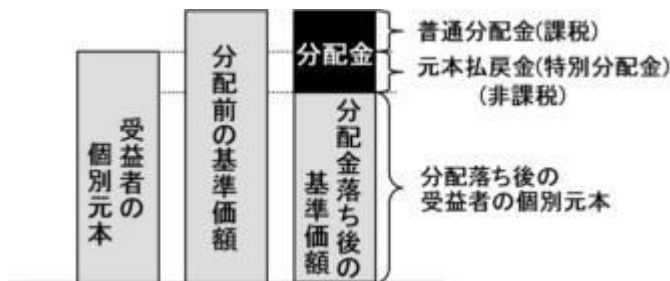 受益者の
個別元本
分配前の基準価額
分配金
分配金落ち後の
基準価額
普通分配金(課税)
元本払戻金(特別分配金)
(非課税)
分配落ち後の
受益者の個別元本